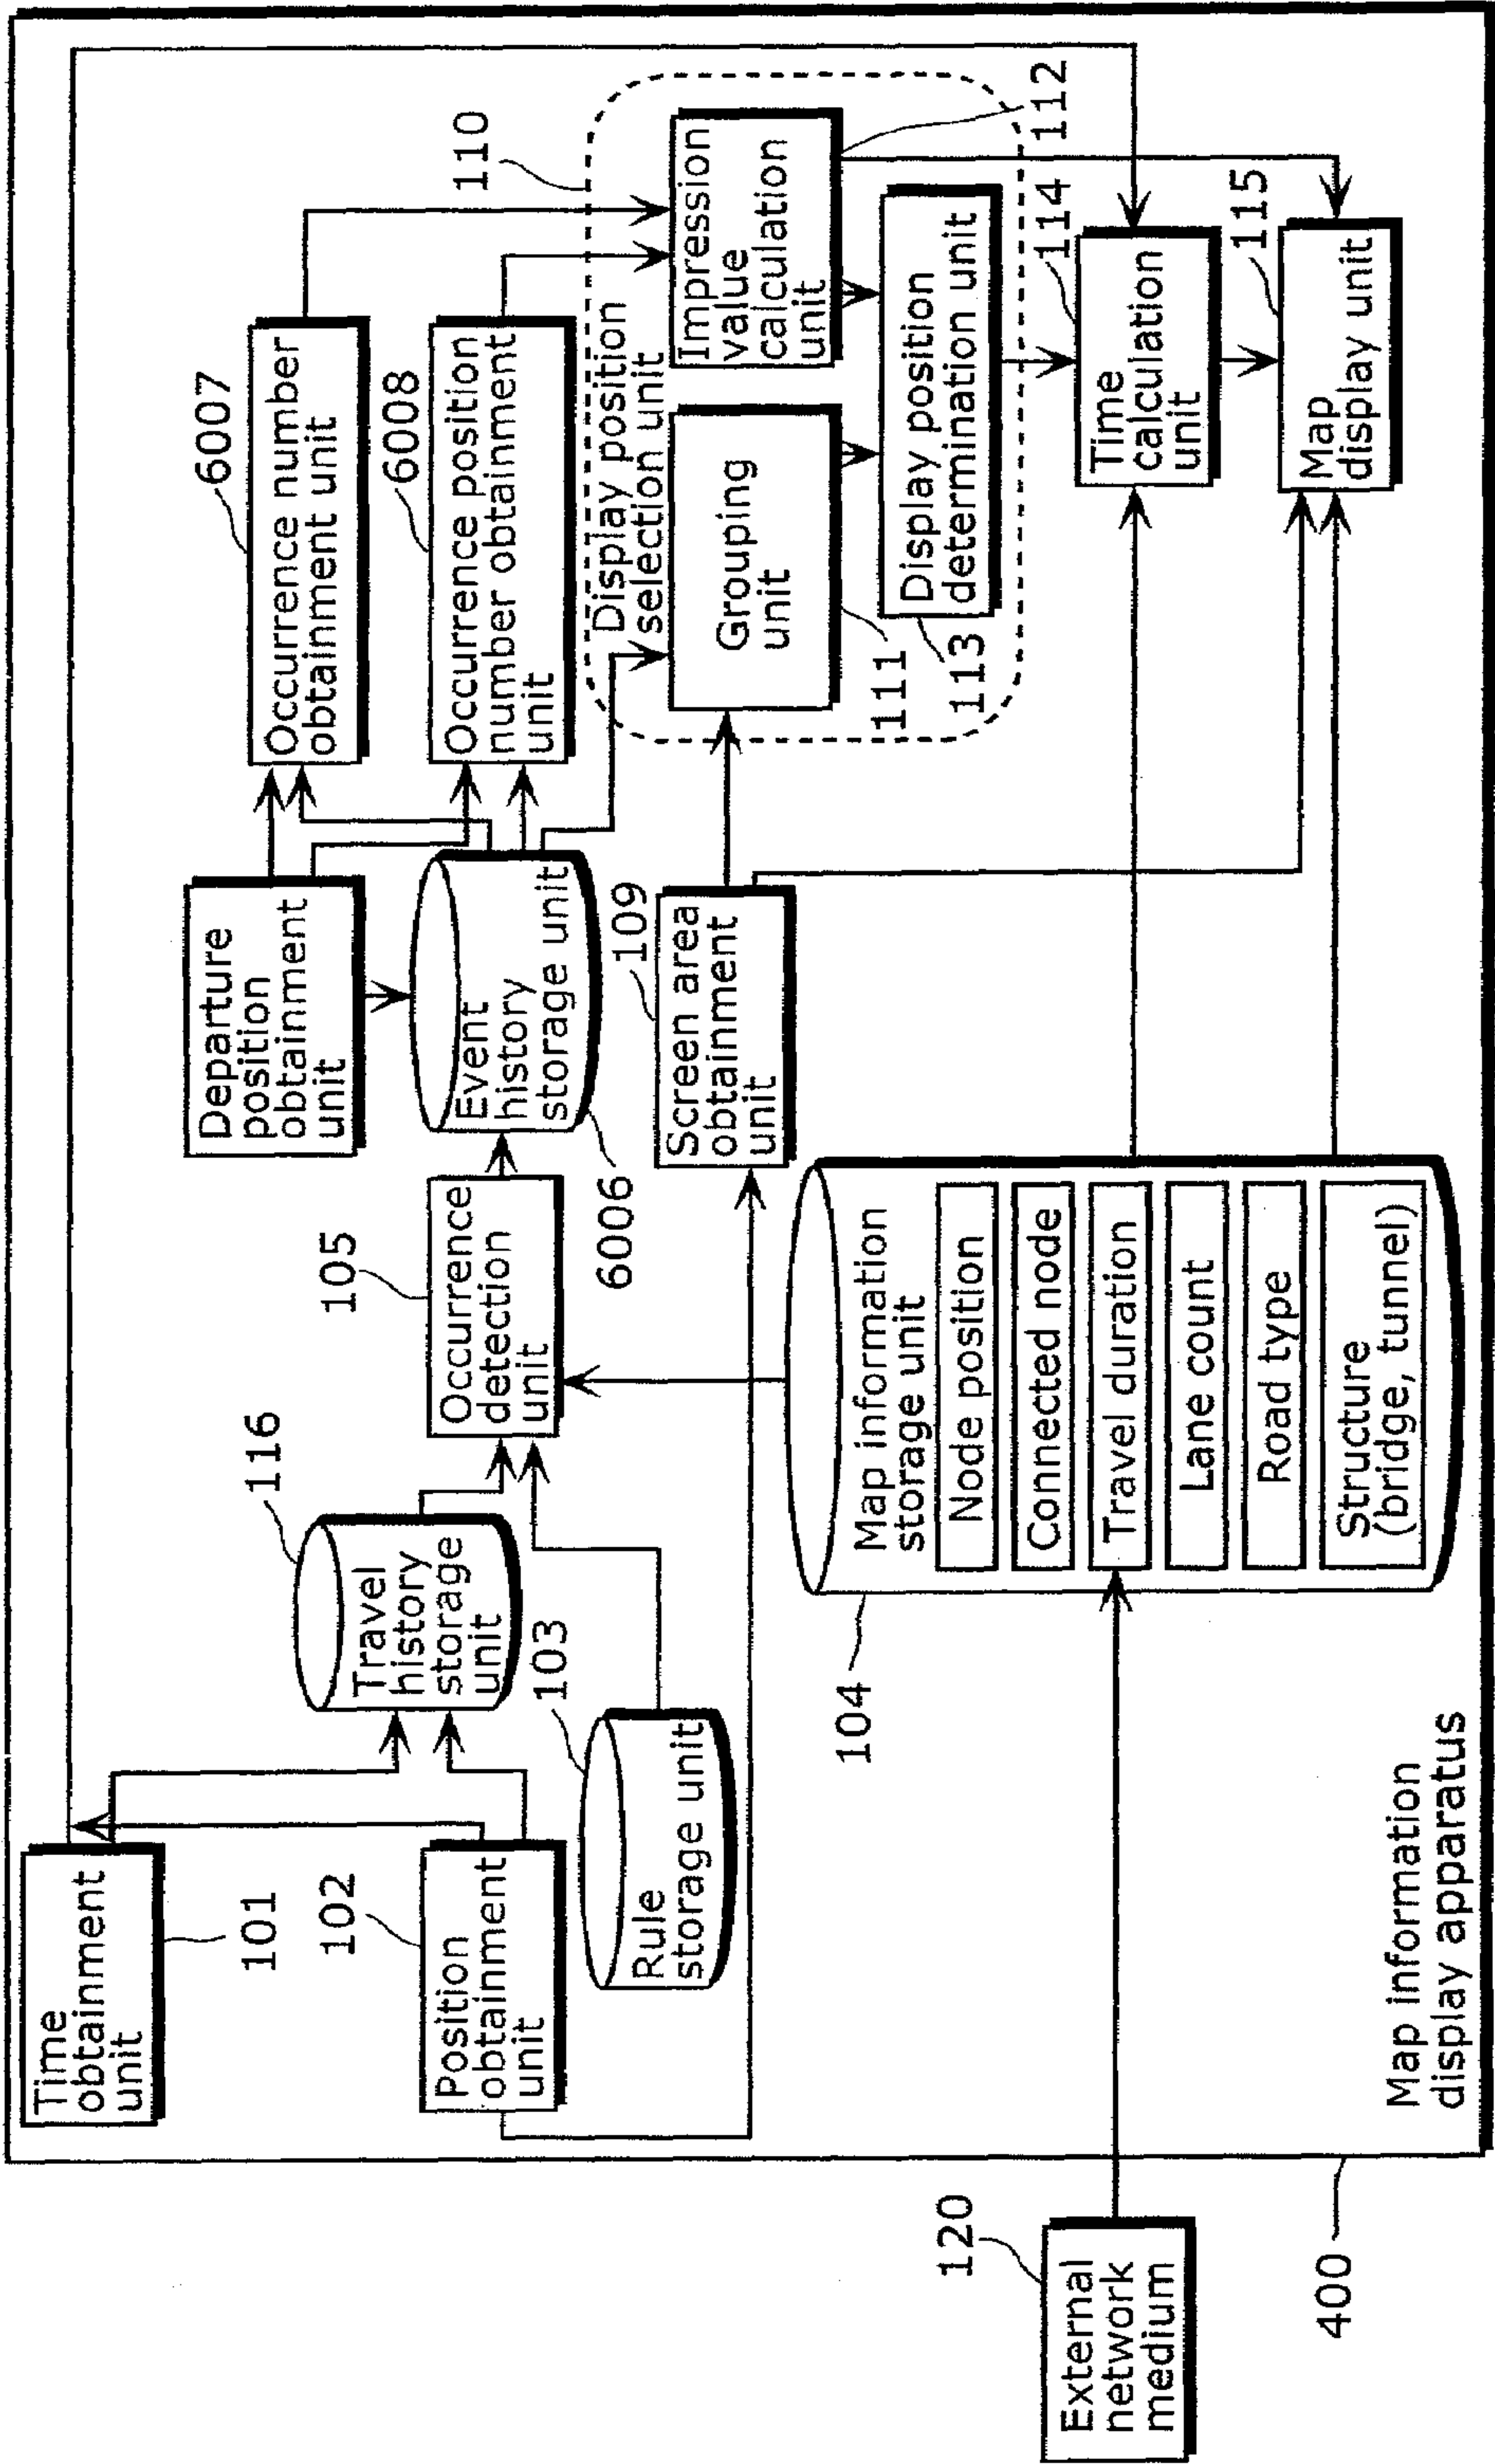 Time
obtainment
unit
101
102
Position
obtainment
unit
Rule
storage unit
103
116
Travel
history
storage
unit
105
Occurrence
detection
unit
Departure
position
obtainment
unit
Event
history
storage unit
6006
6007
Occurrence number
obtainment unit
6008
Occurrence position
number obtainment
unit
109
Screen area
obtainment
unit
110
Display position
selection unit
Grouping
unit
111
Impression
value
calculation
unit
112
Display position
determination unit
113
114
Time
calculation
unit
115
Map
display unit
104
Map information
storage unit
Node position
Connected node
Travel duration
Lane count
Road type
Structure
(bridge, tunnel)
Map information
display apparatus
120
External
network
medium
400